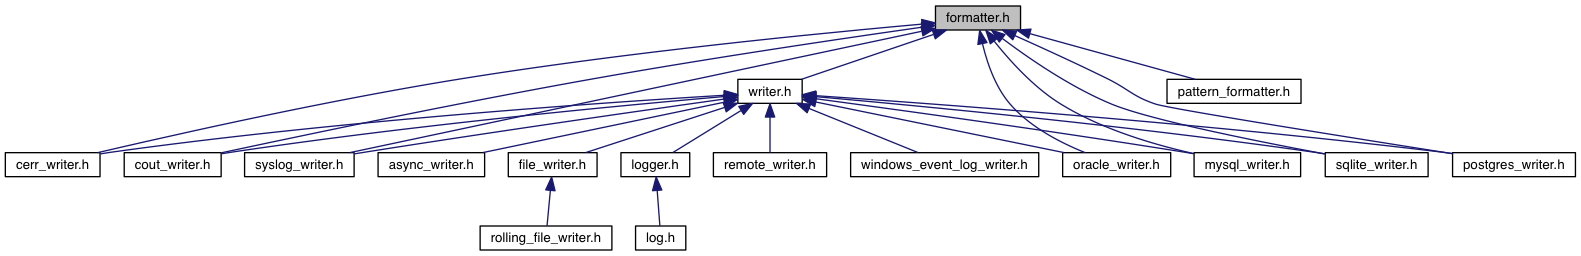 formatter.h
writer.h
pattern_formatter.h
cerr_writer.h
cout_writer.h
syslog_writer.h
async_writer.h
file_writer.h
logger.h
remote_writer.h
windows_event_log_writer.h
oracle_writer.h
mysql_writer.h
sqlite_writer.h
postgres_writer.h
rolling_file_writer.h
log.h